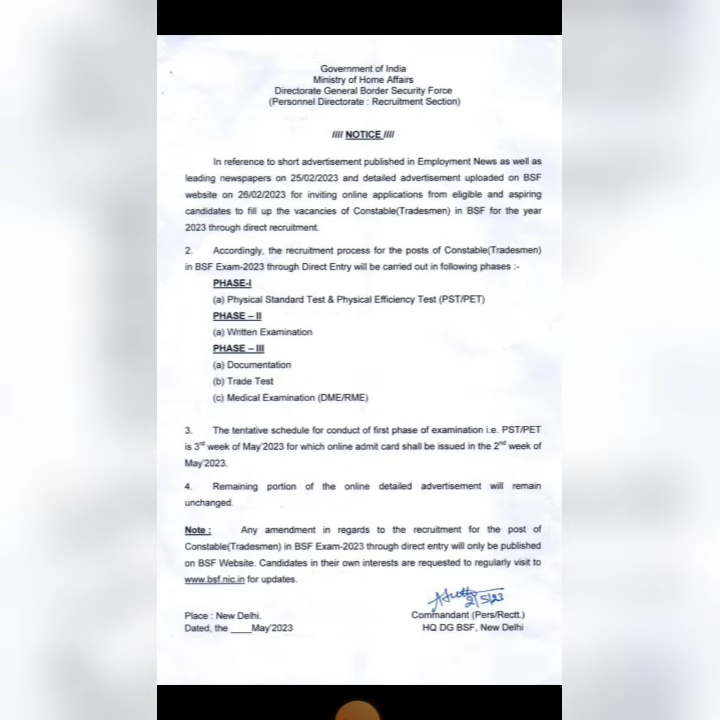 Government of India
Ministry of Home Affairs
Directorate General Border Security Force
(Personnel Directorate : Recruitment Section)
//// NOTICE ////
In reference to short advertisement published in Employment News as well as
leading newspapers on 25/02/2023 and detailed advertisement uploaded on BSF
website on 26/02/2023 for inviting online applications from eligible and aspiring
candidates to fill up the vacancies of Constable(Tradesmen) in BSF for the year
2023 through direct recruitment.
2. Accordingly, the recruitment process for the posts of Constable(Tradesmen)
in BSF Exam-2023 through Direct Entry will be carried out in following phases :-
PHASE-I
(a) Physical Standard Test & Physical Efficiency Test (PST/PET)
PHASE – II
(a) Written Examination
PHASE – III
(a) Documentation
(b) Trade Test
(c) Medical Examination (DME/RME)
3. The tentative schedule for conduct of first phase of examination i.e. PST/PET
is 3rd week of May'2023 for which online admit card shall be issued in the 2nd week of
May'2023.
4. Remaining portion of the online detailed advertisement will remain
unchanged.
Note : Any amendment in regards to the recruitment for the post of
Constable(Tradesmen) in BSF Exam-2023 through direct entry will only be published
on BSF Website. Candidates in their own interests are requested to regularly visit to
www.bsf.nic.in for updates.
2/5/23
Place : New Delhi. Commandant (Pers/Rectt.)
Dated, the ____May'2023 HQ DG BSF, New Delhi